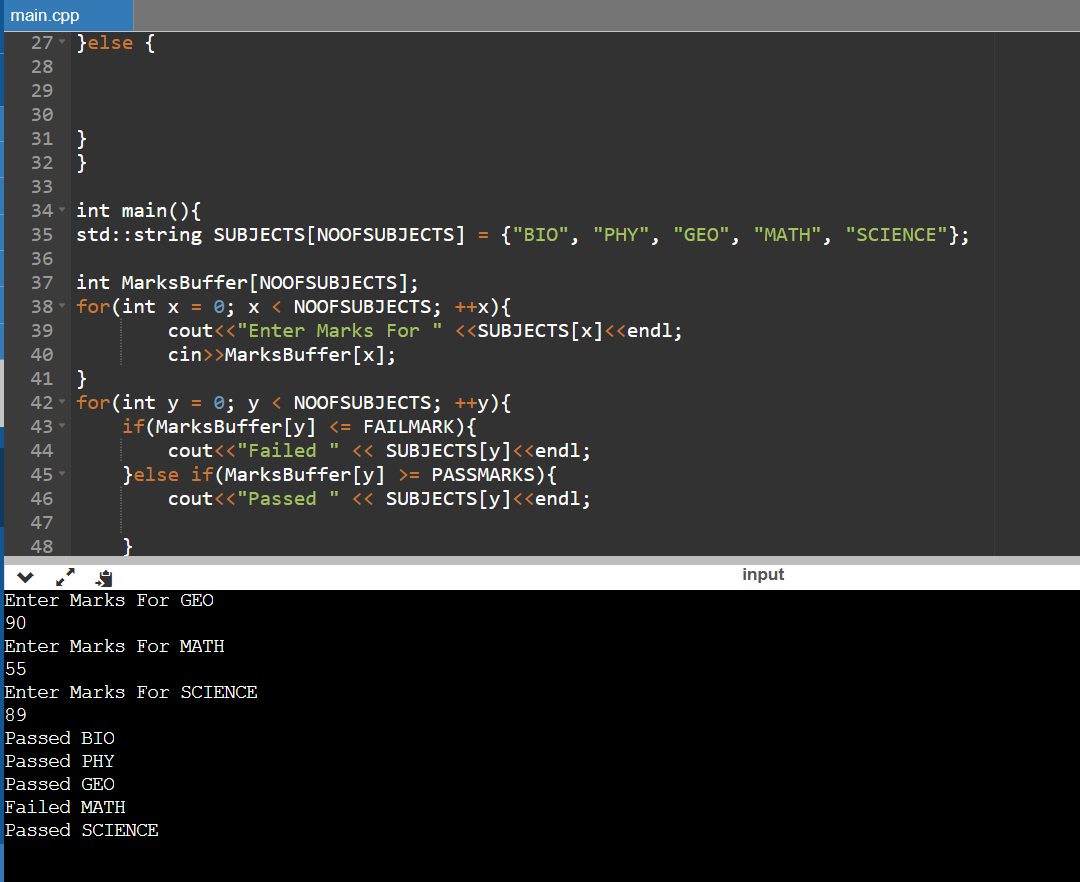 main.cpp
27 }else {
28
29
30
31 }
32 }
33
34 int main(){
35 std::string SUBJECTS[NOOFSUBJECTS] = {"BIO", "PHY", "GEO", "MATH", "SCIENCE"};
36
37 int MarksBuffer[NOOFSUBJECTS];
38 for(int x = 0; x < NOOFSUBJECTS; ++x){
39         cout<<"Enter Marks For " <<SUBJECTS[x]<<endl;
40         cin>>MarksBuffer[x];
41 }
42 for(int y = 0; y < NOOFSUBJECTS; ++y){
43     if(MarksBuffer[y] <= FAILMARK){
44         cout<<"Failed " << SUBJECTS[y]<<endl;
45     }else if(MarksBuffer[y] >= PASSMARKS){
46         cout<<"Passed " << SUBJECTS[y]<<endl;
47
48     }
input
Enter Marks For GEO
90
Enter Marks For MATH
55
Enter Marks For SCIENCE
89
Passed BIO
Passed PHY
Passed GEO
Failed MATH
Passed SCIENCE